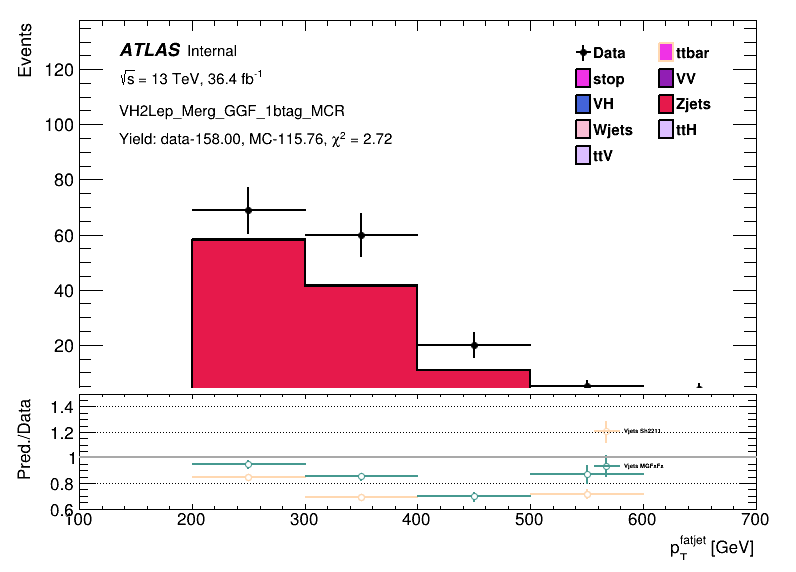 Events
ATLAS Internal
√s = 13 TeV, 36.4 fb⁻¹
VH2Lep_Merg_GGF_1btag_MCR
Yield: data-158.00, MC-115.76, χ² = 2.72
Data
ttbar
stop
VV
VH
Zjets
Wjets
ttH
ttV
120
100
80
60
40
20
Pred./Data
1.4
1.2
1
0.8
0.6
Vjets Sh2211
Vjets MGFxFx
100 200 300 400 500 600 700
p_T^fatjet [GeV]